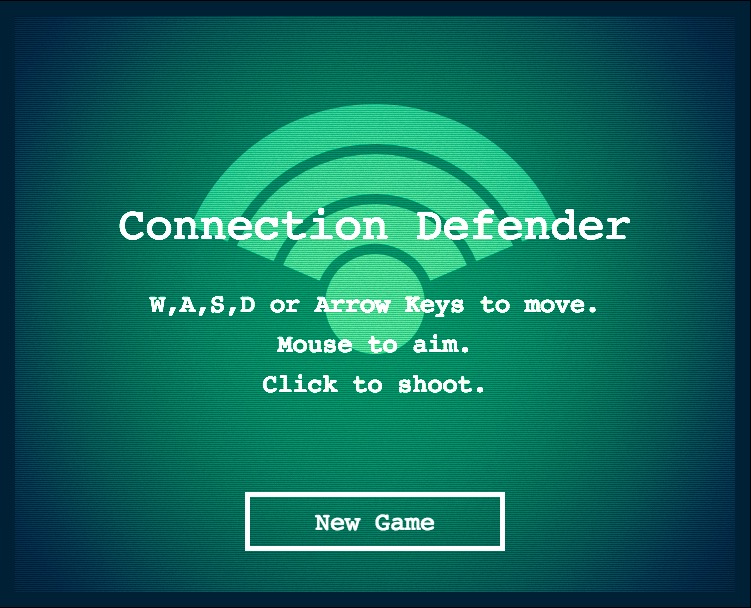 Connection Defender
W,A,S,D or Arrow Keys to move.
Mouse to aim.
Click to shoot.
New Game